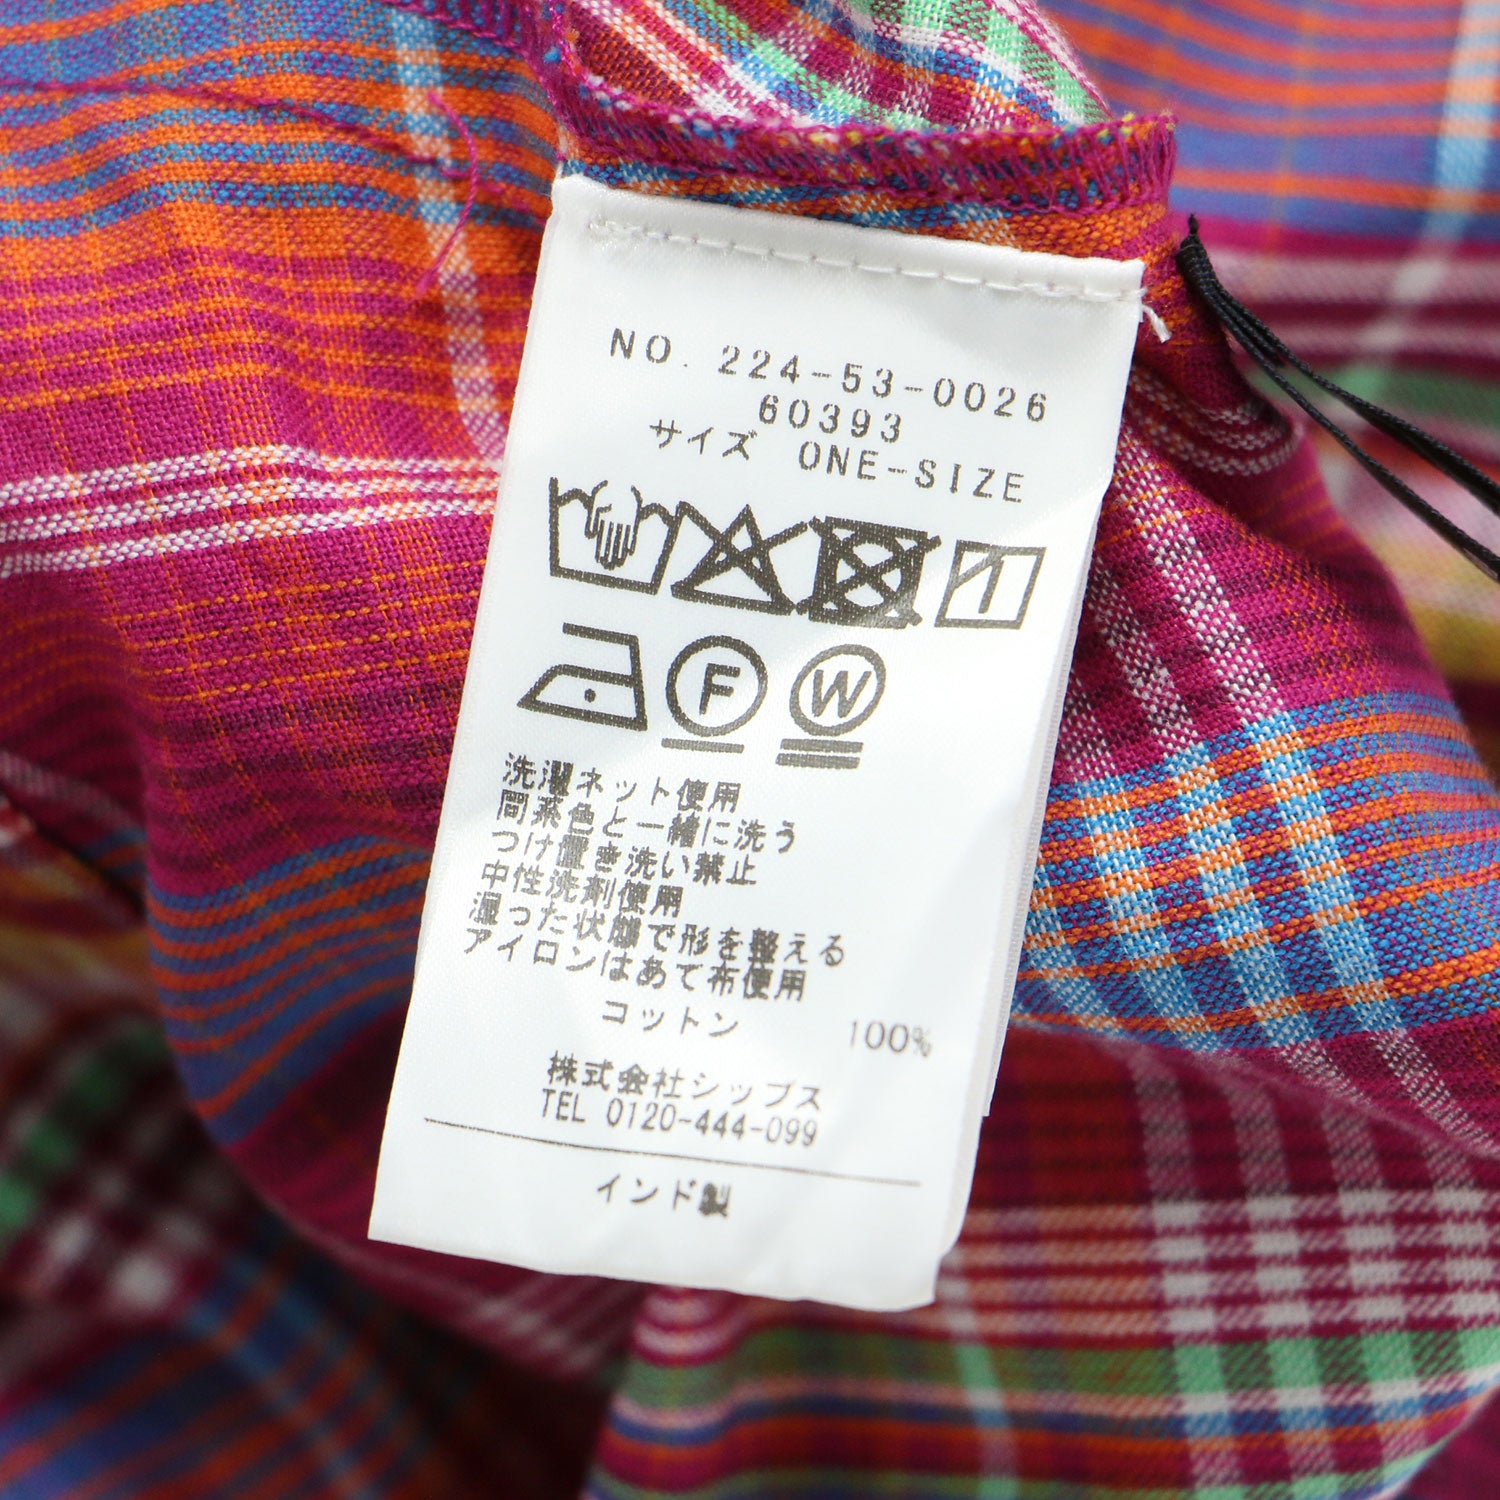 NO. 224-53-0026
60393
サイズ ONE-SIZE
F W
洗濯ネット使用
同系色と一緒に洗う
つけ置き洗い禁止
中性洗剤使用
湿った状態で形を整える
アイロンはあて布使用
コットン 100%
株式会社シップス
TEL 0120-444-099
インド製